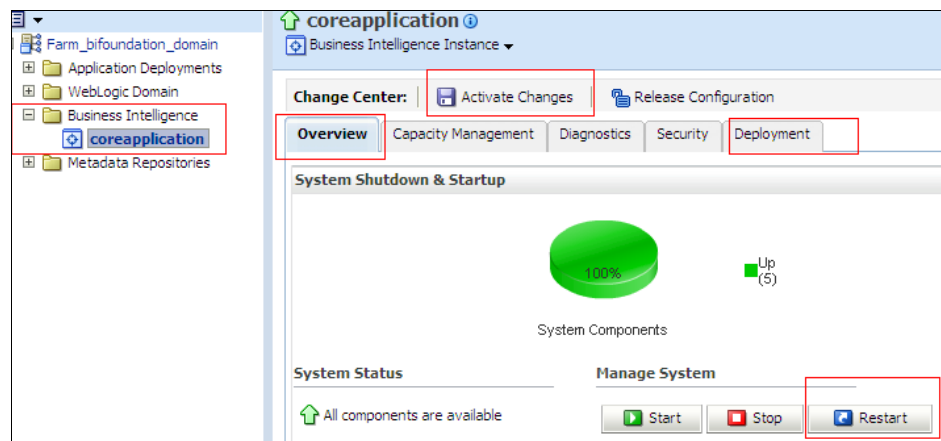 coreapplication
Business Intelligence Instance
Farm_bifoundation_domain
Application Deployments
WebLogic Domain
Business Intelligence
coreapplication
Metadata Repositories
Change Center: Activate Changes Release Configuration
Overview Capacity Management Diagnostics Security Deployment
System Shutdown & Startup
100%
Up
(5)
System Components
System Status Manage System
All components are available Start Stop Restart